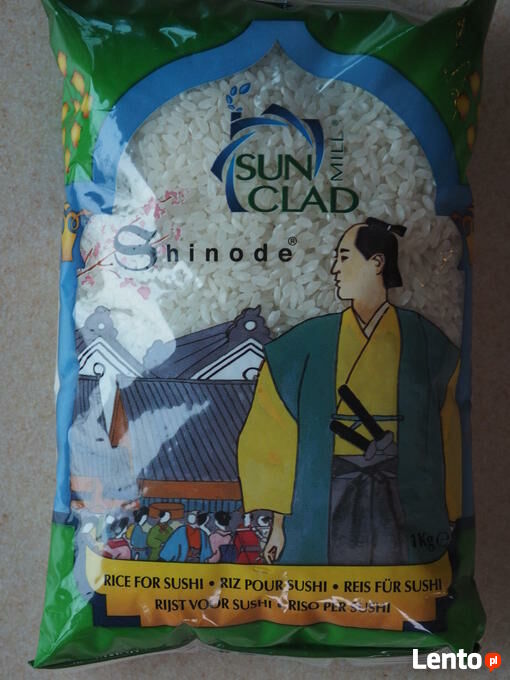 SUN
CLAD
MILL®
Shinode®
1Kg e
RICE FOR SUSHI • RIZ POUR SUSHI • REIS FÜR SUSHI
RIJST VOOR SUSHI • RISO PER SUSHI
Lento pl